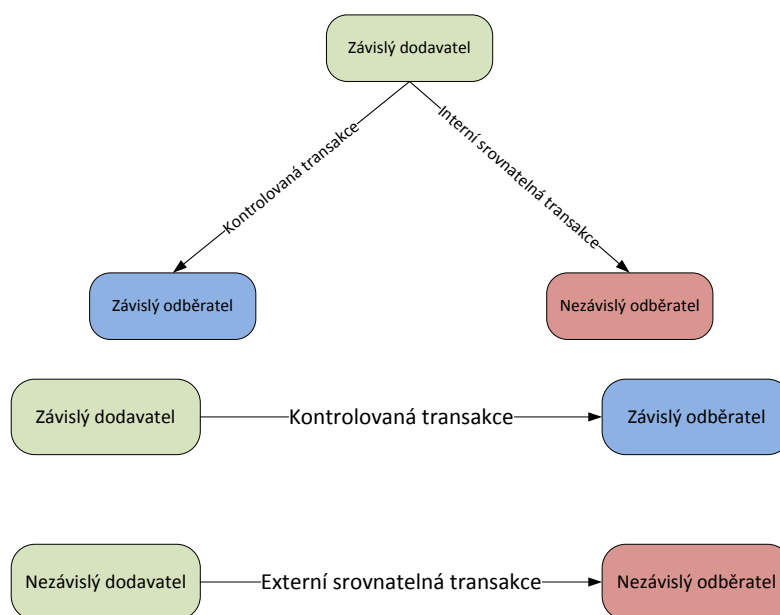 Závislý dodavatel
Kontrolovaná transakce
Interní srovnatelná transakce
Závislý odběratel
Nezávislý odběratel
Závislý dodavatel
Kontrolovaná transakce
Závislý odběratel
Nezávislý dodavatel
Externí srovnatelná transakce
Nezávislý odběratel